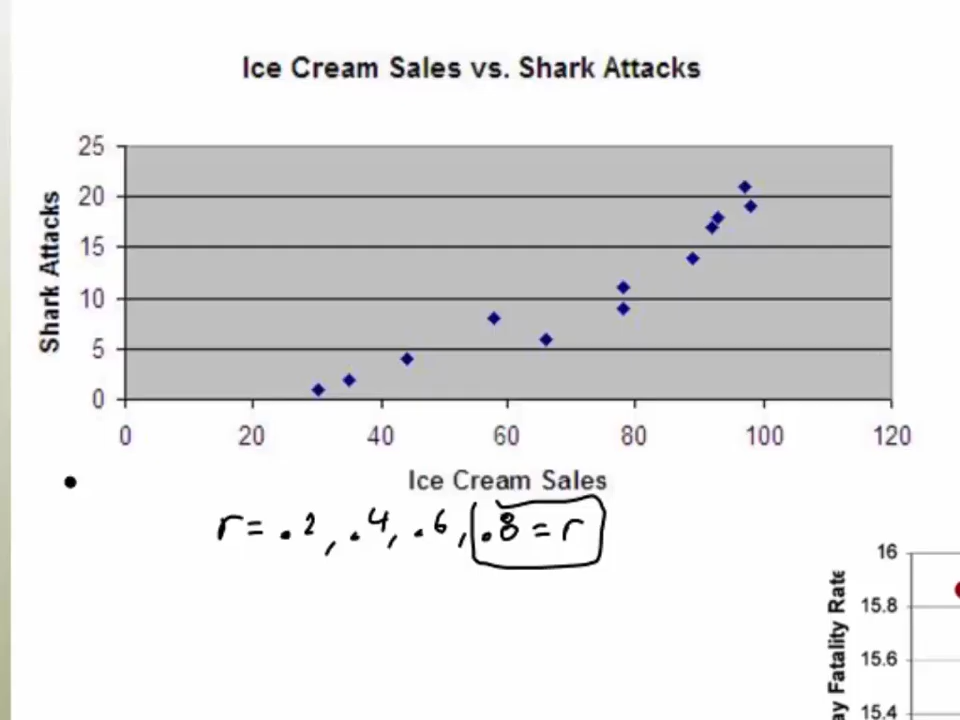 Ice Cream Sales vs. Shark Attacks
Shark Attacks
25
20
15
10
5
0
0 20 40 60 80 100 120
Ice Cream Sales
•
r = .2, .4, .6, .8 = r
ay Fatality Rate
16
15.8
15.6
15.4